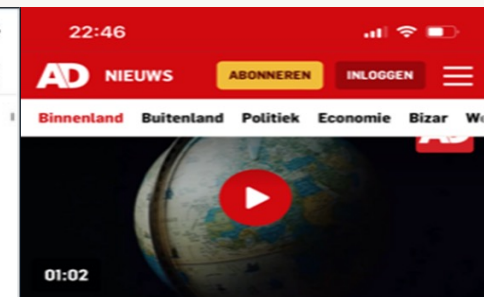 22:46
AD NIEUWS ABONNEREN INLOGGEN
Binnenland Buitenland Politiek Economie Bizar
AD
01:02